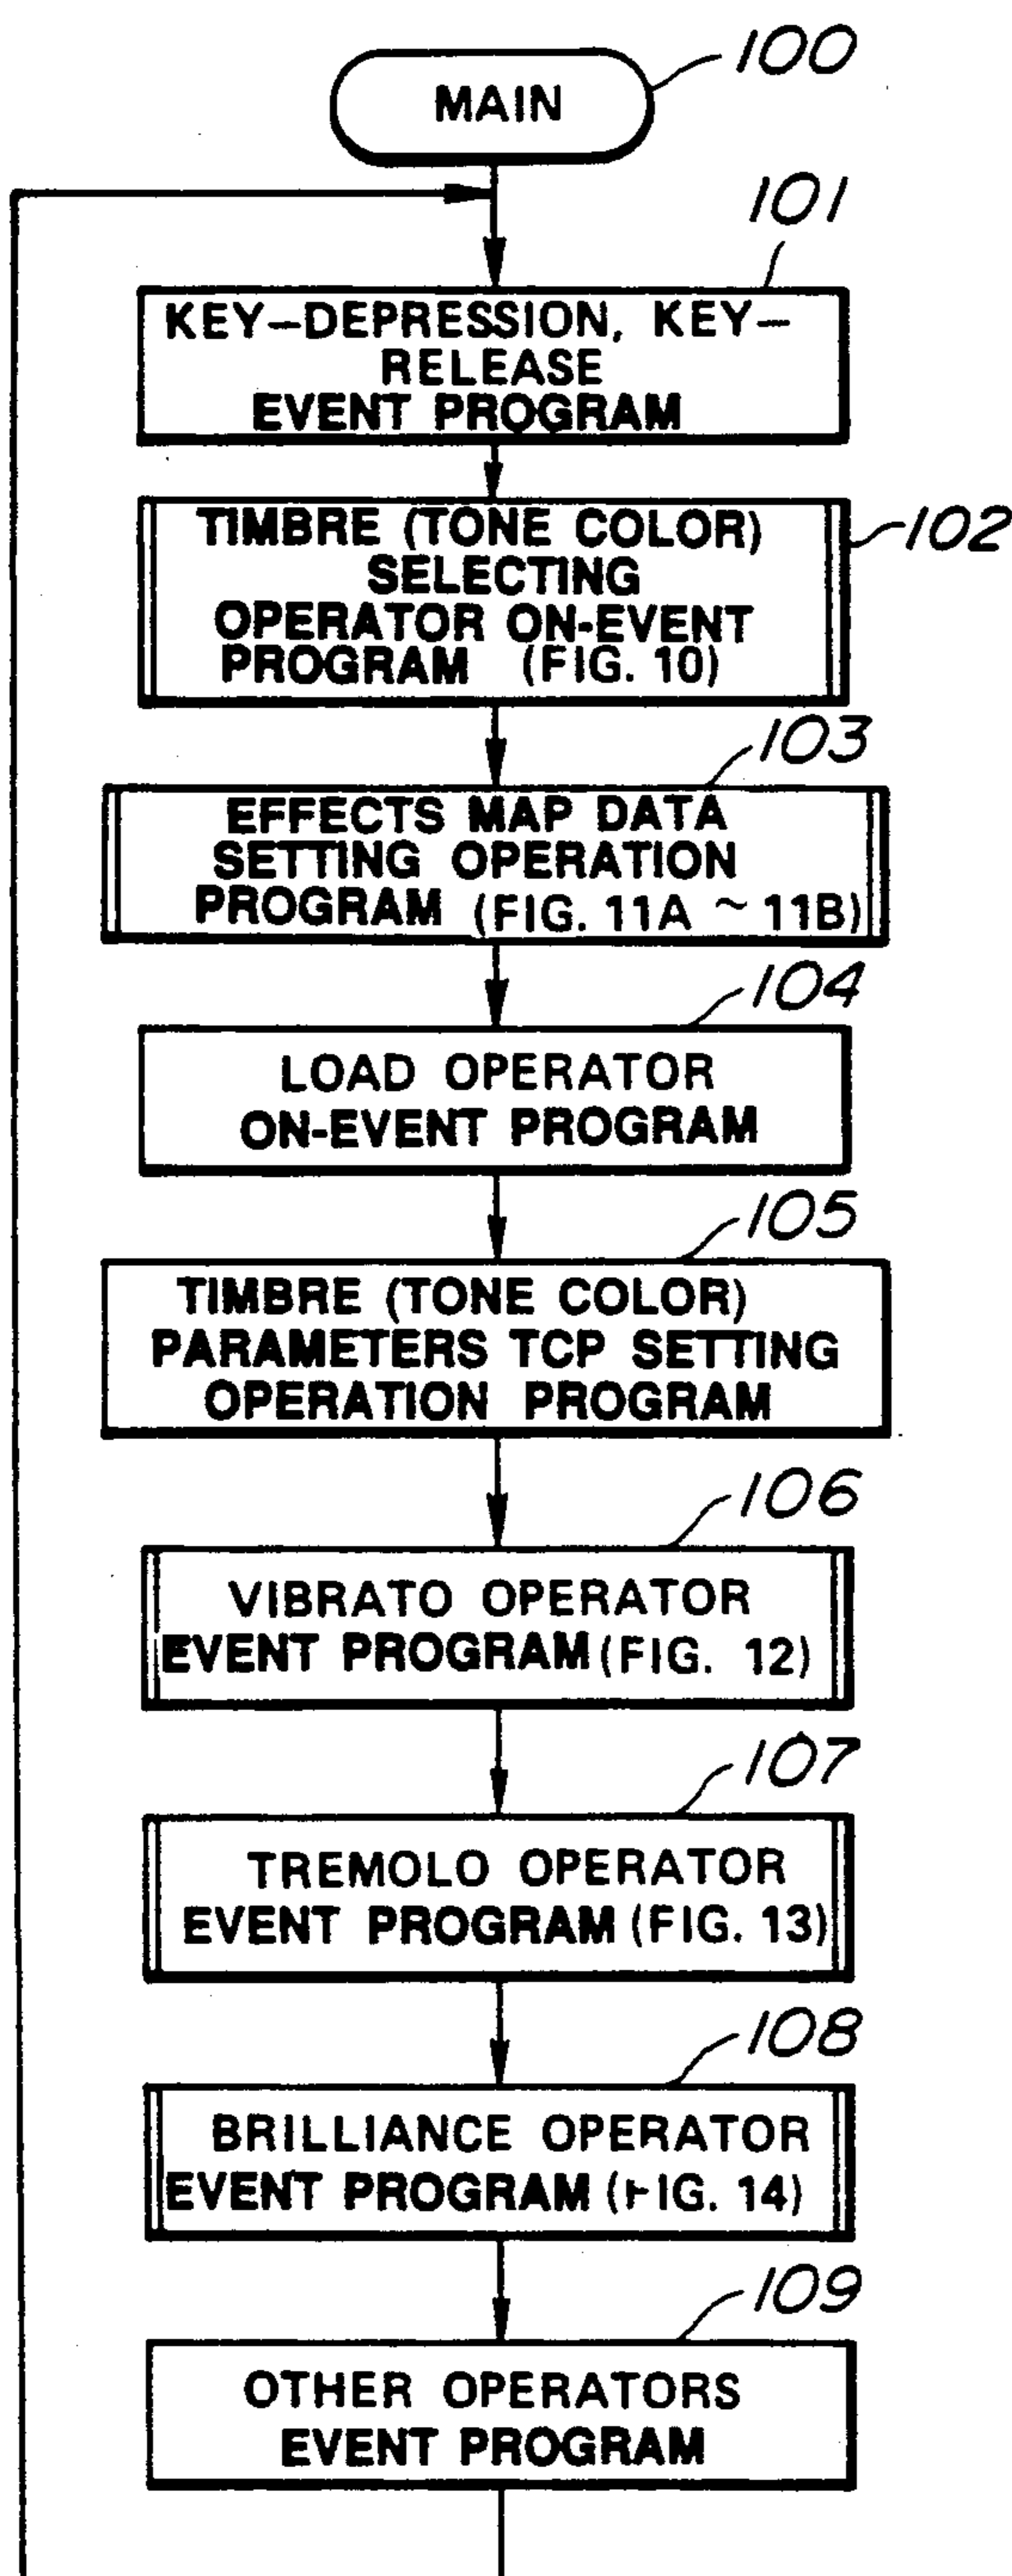 100
MAIN
101
KEY–DEPRESSION, KEY–
RELEASE
EVENT PROGRAM
TIMBRE (TONE COLOR)
SELECTING
OPERATOR ON-EVENT
PROGRAM (FIG. 10)
102
103
EFFECTS MAP DATA
SETTING OPERATION
PROGRAM (FIG. 11A ~ 11B)
104
LOAD OPERATOR
ON-EVENT PROGRAM
105
TIMBRE (TONE COLOR)
PARAMETERS TCP SETTING
OPERATION PROGRAM
106
VIBRATO OPERATOR
EVENT PROGRAM (FIG. 12)
107
TREMOLO OPERATOR
EVENT PROGRAM (FIG. 13)
108
BRILLIANCE OPERATOR
EVENT PROGRAM (FIG. 14)
109
OTHER OPERATORS
EVENT PROGRAM